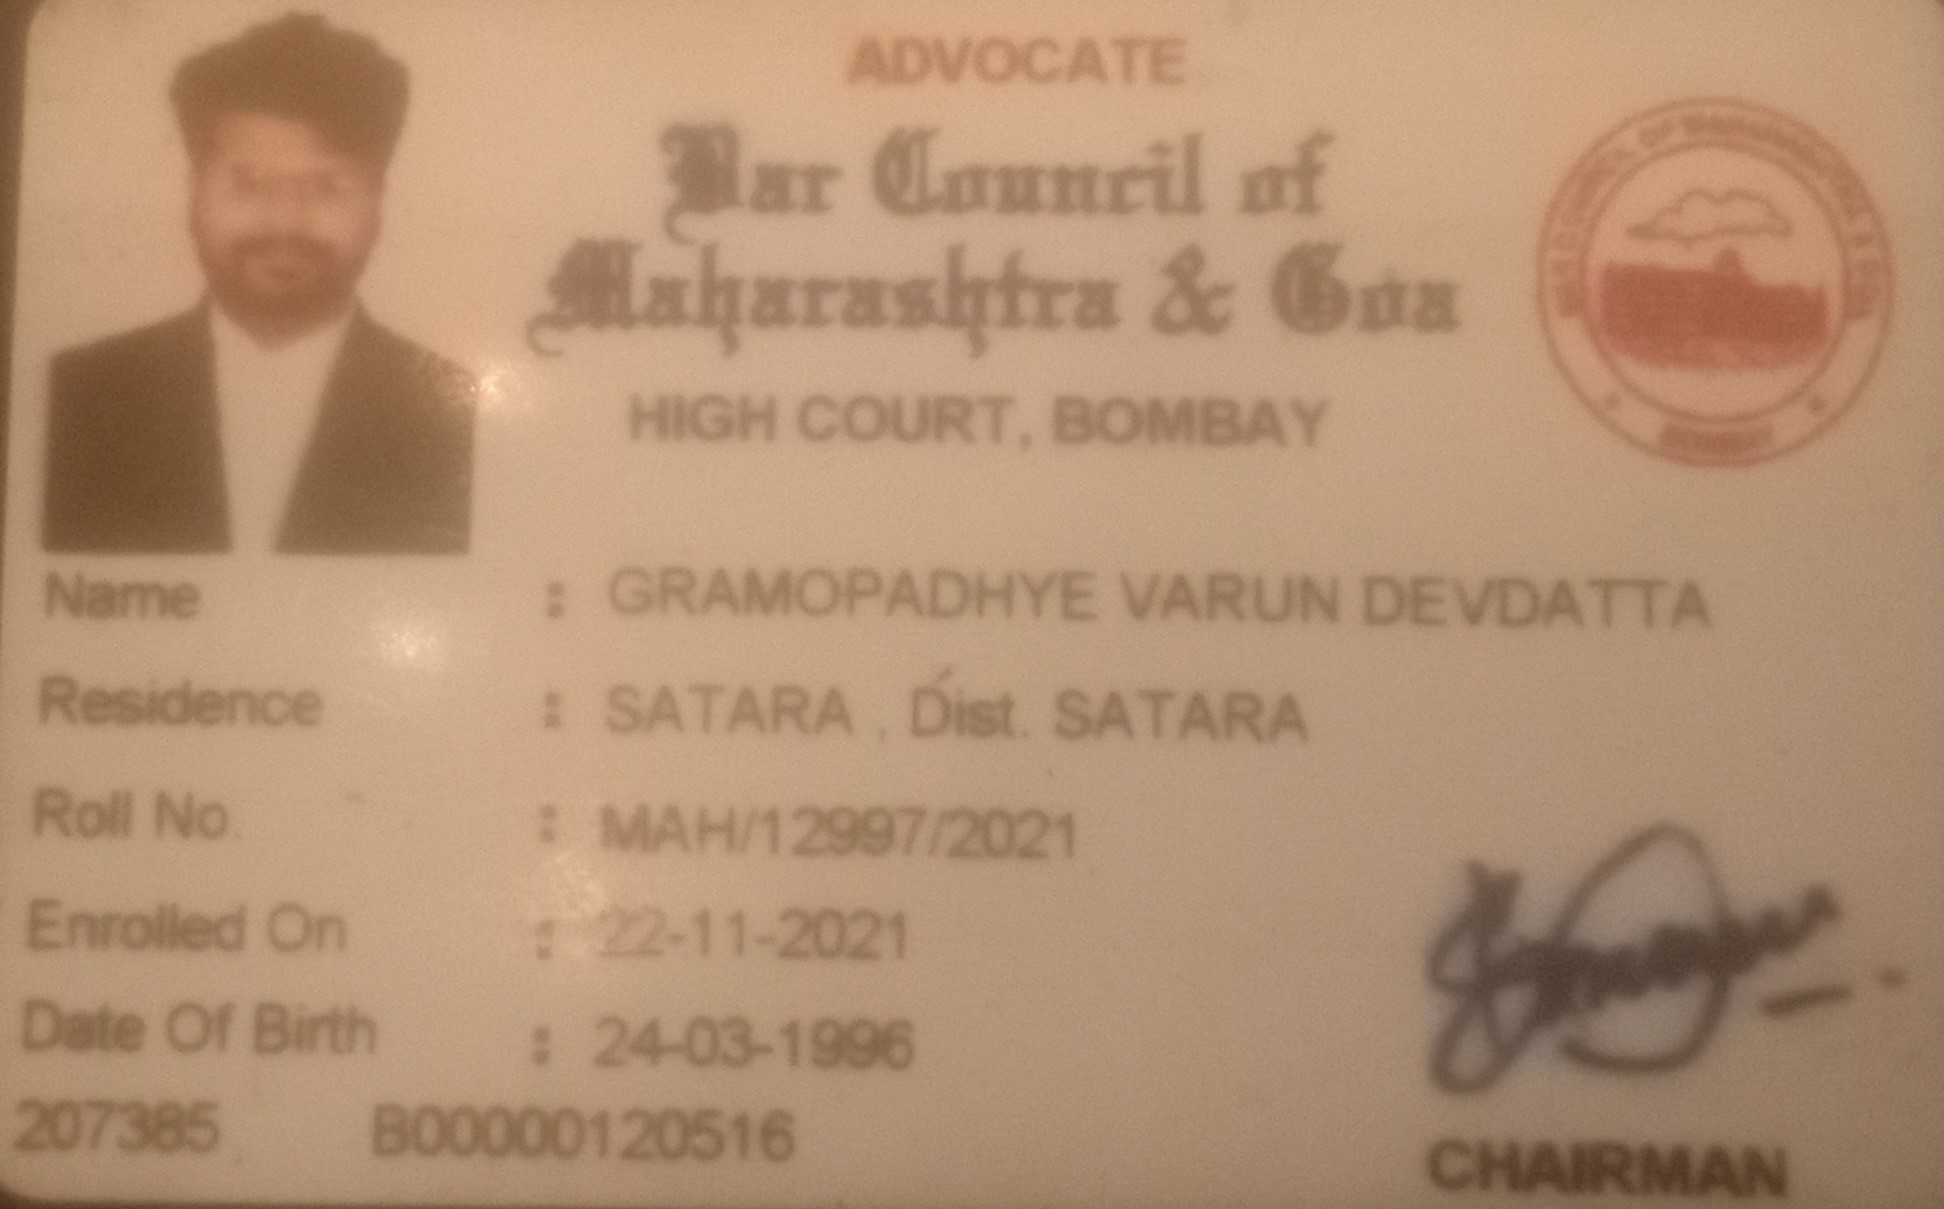 ADVOCATE
Bar Council of
Maharashtra & Goa
HIGH COURT, BOMBAY
Name : GRAMOPADHYE VARUN DEVDATTA
Residence : SATARA , Dist. SATARA
Roll No : MAH/12997/2021
Enrolled On : 22-11-2021
Date Of Birth : 24-03-1996
207385 B00000120516
CHAIRMAN